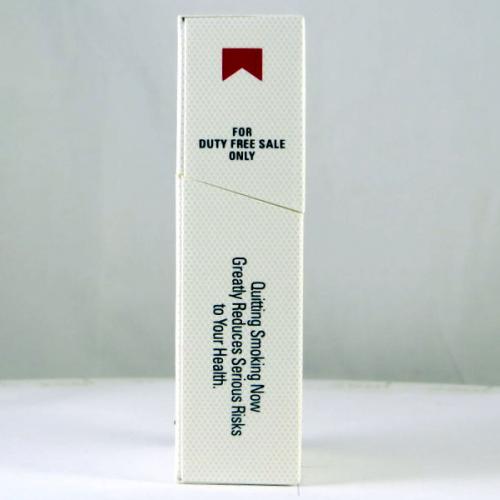 FOR
DUTY FREE SALE
ONLY
Quitting Smoking Now
Greatly Reduces Serious Risks
to Your Health.